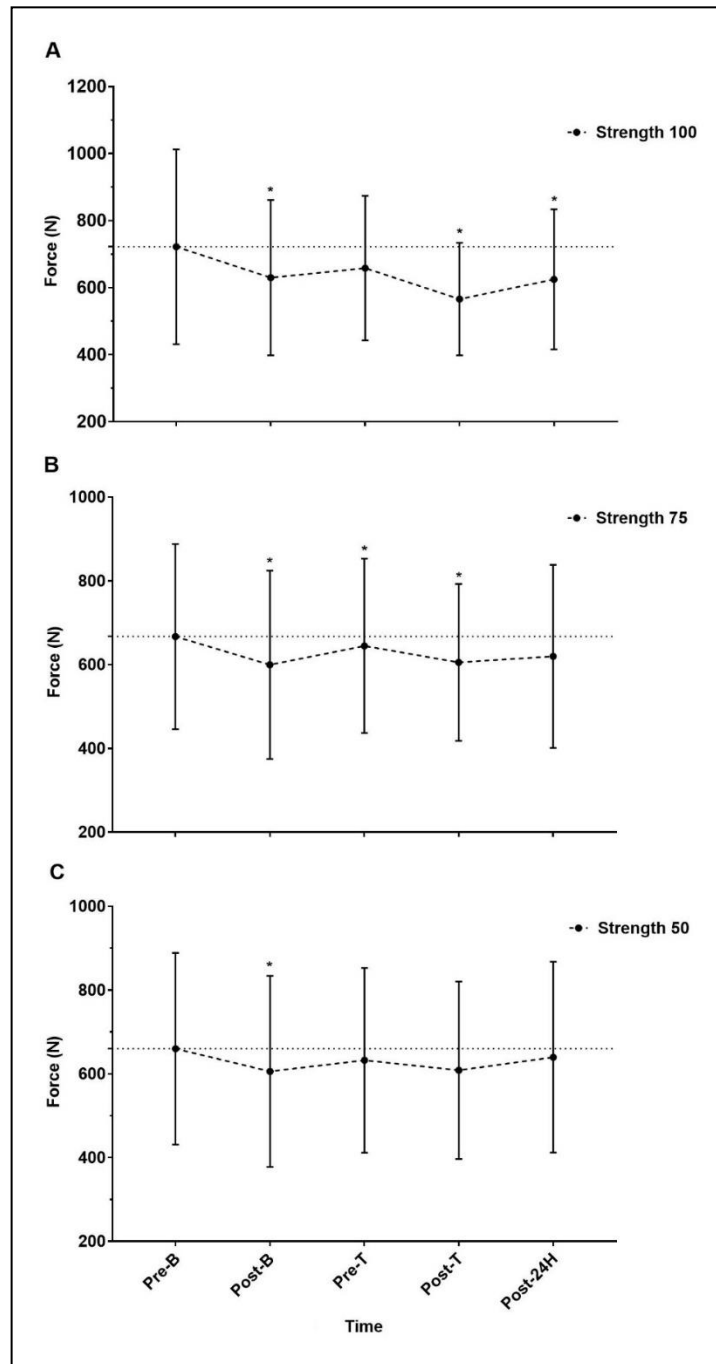 A
1200
1000
800
600
400
200
Force (N)
Strength 100
*
*
*
B
1000
800
600
400
200
Force (N)
Strength 75
*
*
*
C
1000
800
600
400
200
Force (N)
Strength 50
*
Pre-B
Post-B
Pre-T
Post-T
Post-24H
Time